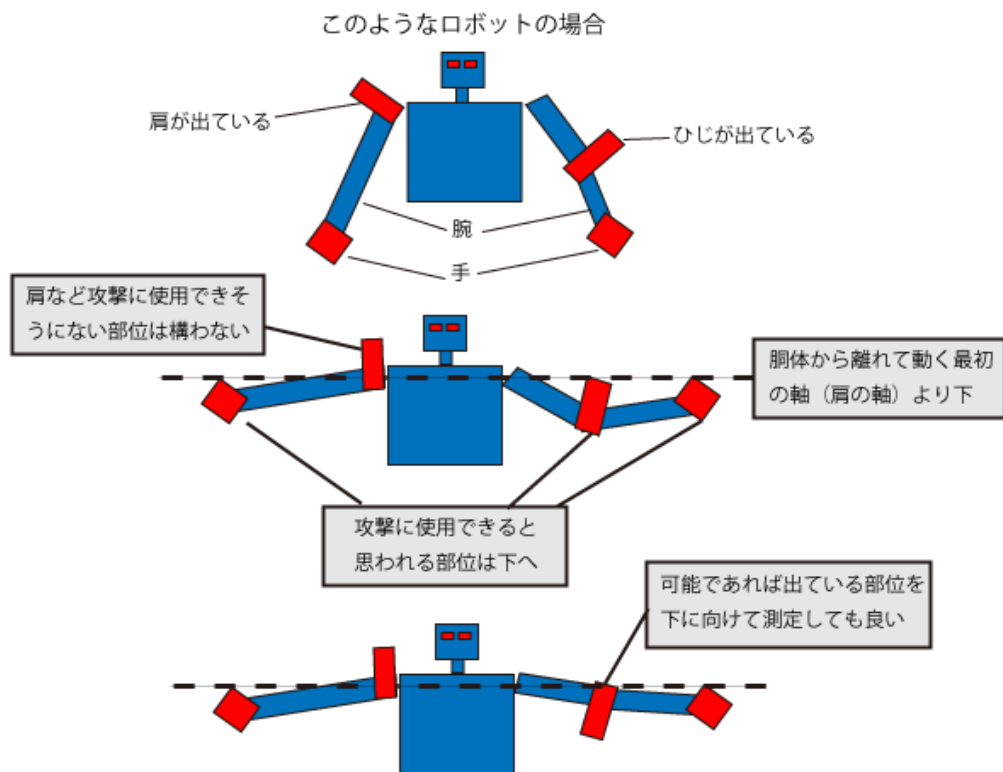 このようなロボットの場合
肩が出ている
ひじが出ている
腕
手
肩など攻撃に使用できそ
うにない部位は構わない
胴体から離れて動く最初
の軸（肩の軸）より下
攻撃に使用できると
思われる部位は下へ
可能であれば出ている部位を
下に向けて測定しても良い